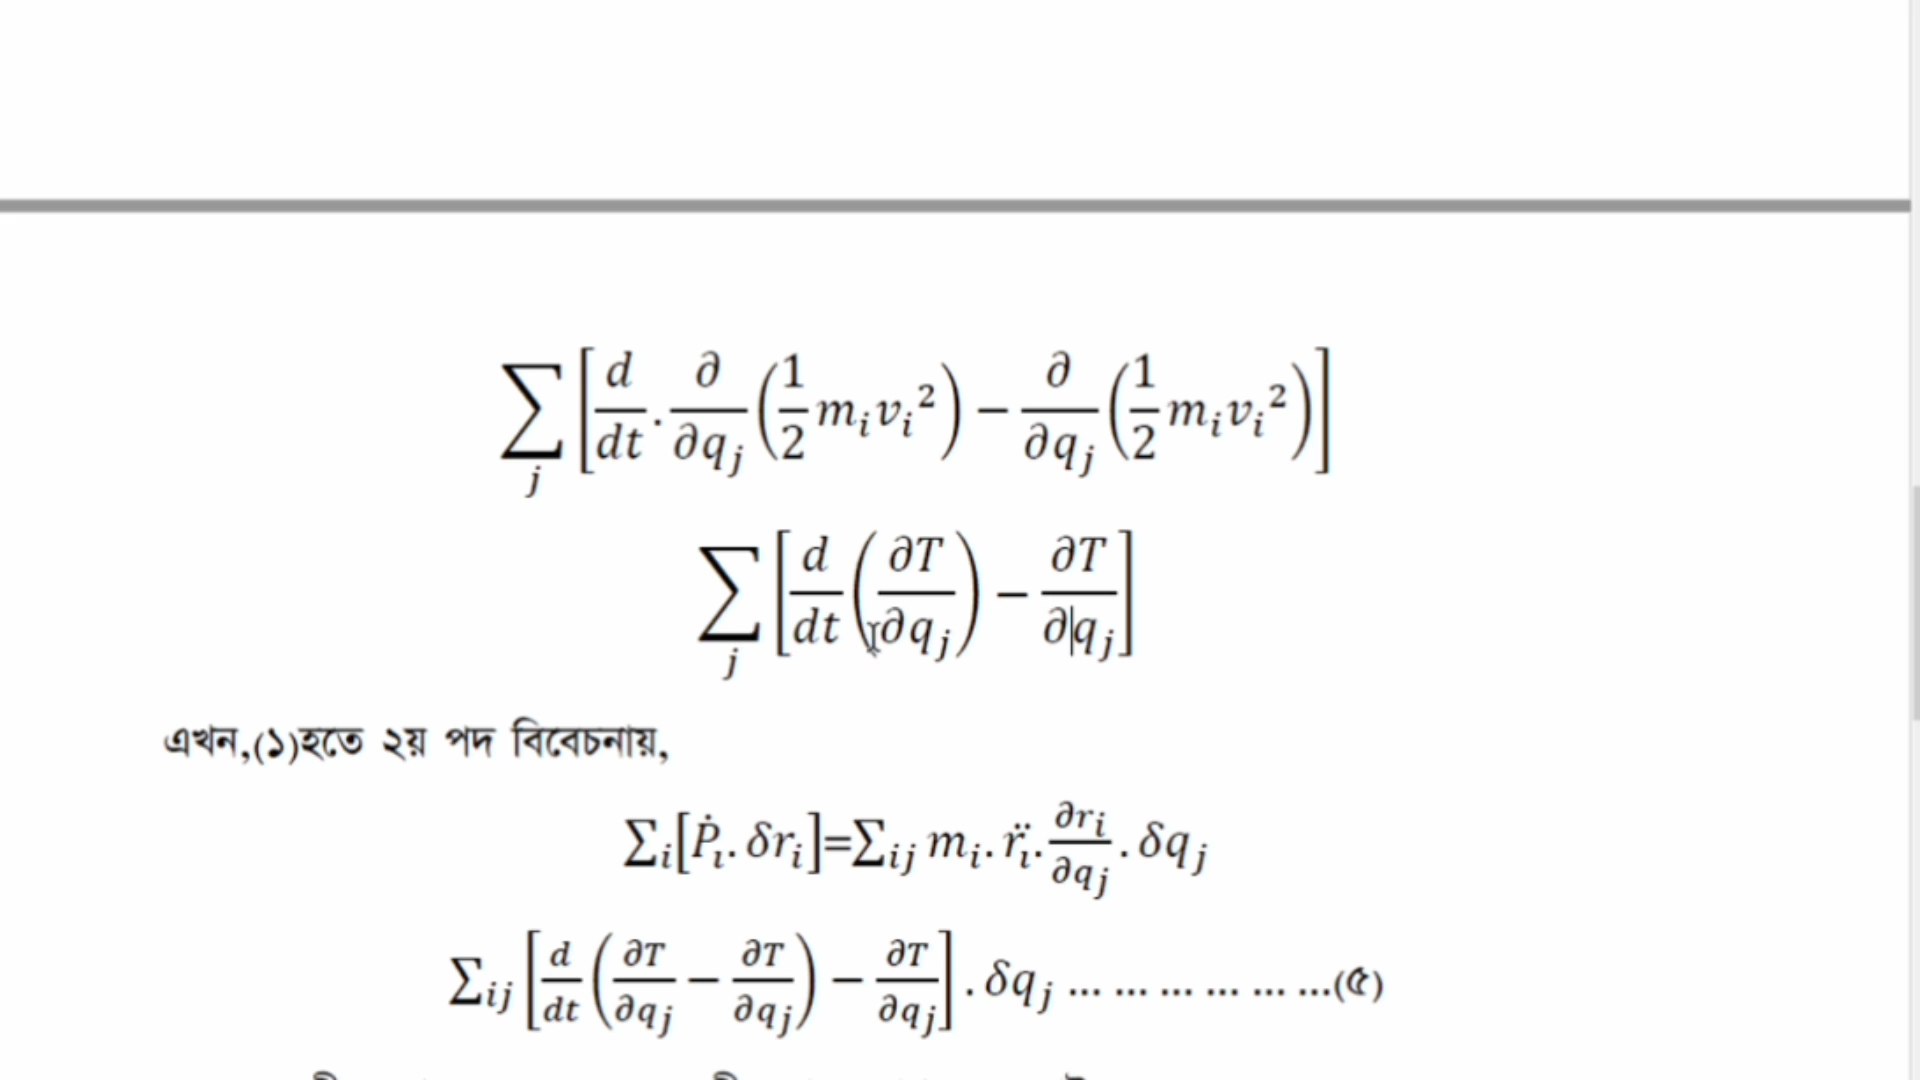 ∑_j [d/dt . ∂/∂q_j (1/2 m_i v_i²) − ∂/∂q_j (1/2 m_i v_i²)]
∑_j [d/dt (∂T/∂q_j) − ∂T/∂q_j]
এখন,(১)হতে ২য় পদ বিবেচনায়,
∑_i[Ṗ_i. δr_i]=∑_ij m_i. r̈_i. ∂r_i/∂q_j . δq_j
∑_ij [d/dt (∂T/∂q_j − ∂T/∂q_j) − ∂T/∂q_j] . δq_j … … … … … …(৫)